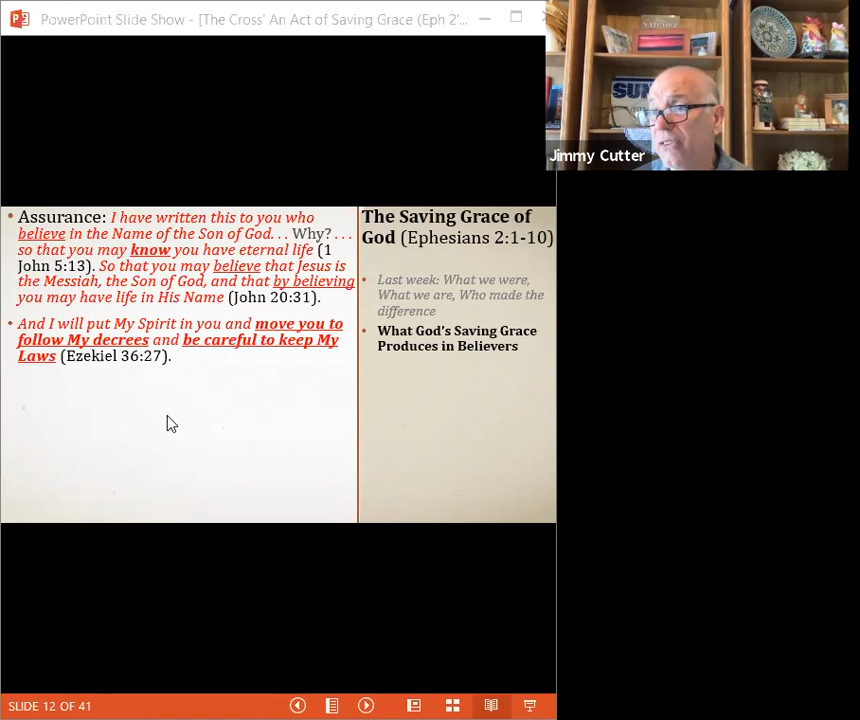 PowerPoint Slide Show - [The Cross' An Act of Saving Grace (Eph 2'...
NATCHEZ
SUN
Jimmy Cutter
• Assurance: I have written this to you who
believe in the Name of the Son of God. . . Why? . . .
so that you may know you have eternal life (1
John 5:13). So that you may believe that Jesus is
the Messiah, the Son of God, and that by believing
you may have life in His Name (John 20:31).
• And I will put My Spirit in you and move you to
follow My decrees and be careful to keep My
Laws (Ezekiel 36:27).
The Saving Grace of
God (Ephesians 2:1-10)
• Last week: What we were,
What we are, Who made the
difference
• What God's Saving Grace
Produces in Believers
SLIDE 12 OF 41